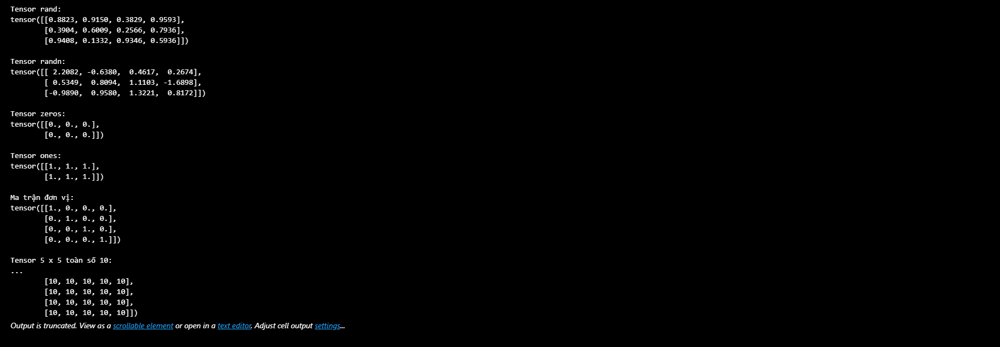 Tensor rand:
tensor([[0.8823, 0.9150, 0.3829, 0.9593],
        [0.3904, 0.6009, 0.2566, 0.7936],
        [0.9408, 0.1332, 0.9346, 0.5936]])

Tensor randn:
tensor([[ 2.2082, -0.6380,  0.4617,  0.2674],
        [ 0.5349,  0.8094,  1.1103, -1.6898],
        [-0.9890,  0.9580,  1.3221,  0.8172]])

Tensor zeros:
tensor([[0., 0., 0.],
        [0., 0., 0.]])

Tensor ones:
tensor([[1., 1., 1.],
        [1., 1., 1.]])

Ma trận đơn vị:
tensor([[1., 0., 0., 0.],
        [0., 1., 0., 0.],
        [0., 0., 1., 0.],
        [0., 0., 0., 1.]])

Tensor 5 x 5 toàn số 10:
...
        [10, 10, 10, 10, 10],
        [10, 10, 10, 10, 10],
        [10, 10, 10, 10, 10],
        [10, 10, 10, 10, 10]])
Output is truncated. View as a scrollable element or open in a text editor. Adjust cell output settings...